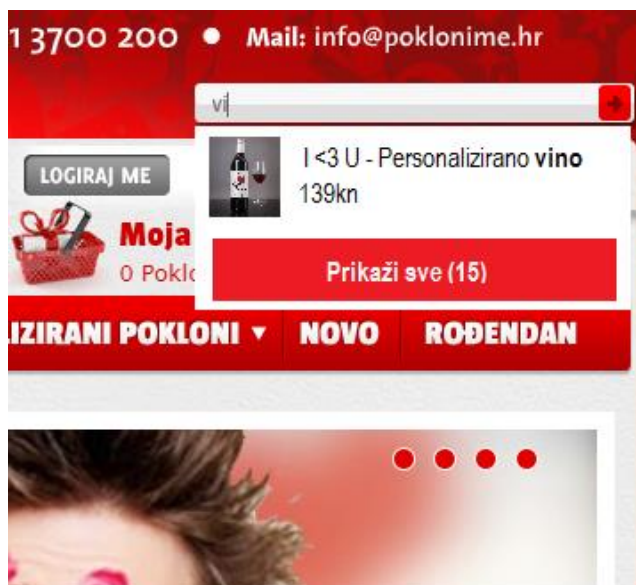 1 3700 200 • Mail: info@poklonime.hr
vi
I <3 U - Personalizirano vino
139kn
LOGIRAJ ME
Moja
0 Poklo
Prikaži sve (15)
LIZIRANI POKLONI ▼ NOVO ROĐENDAN